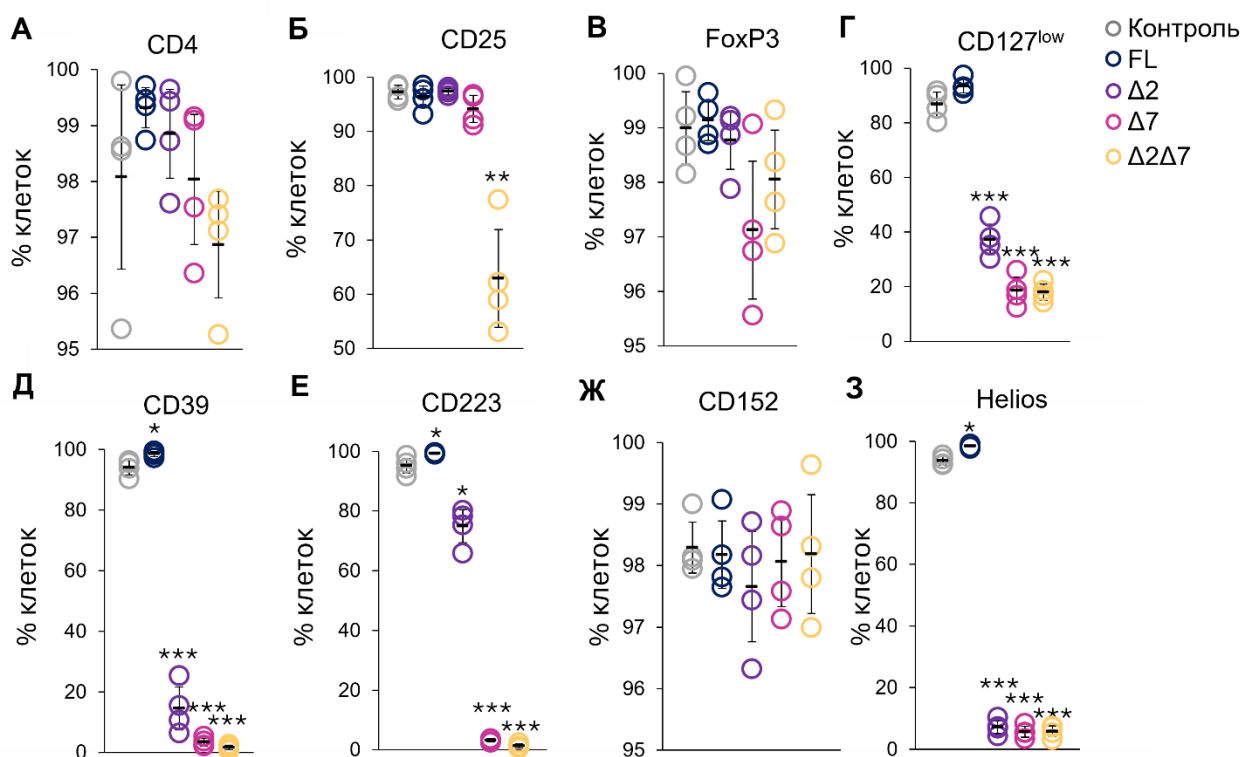 А
CD4
% клеток
100
99
98
97
96
95
Б
CD25
% клеток
100
90
80
70
60
50
**
В
FoxP3
% клеток
100
99
98
97
96
95
Г
CD127low
% клеток
100
80
60
40
20
0
***
***
***
Контроль
FL
Δ2
Δ7
Δ2Δ7
Д
CD39
% клеток
100
80
60
40
20
0
*
***
***
***
Е
CD223
% клеток
100
80
60
40
20
0
*
*
***
***
Ж
CD152
% клеток
100
99
98
97
96
95
З
Helios
% клеток
100
80
60
40
20
0
*
***
***
***